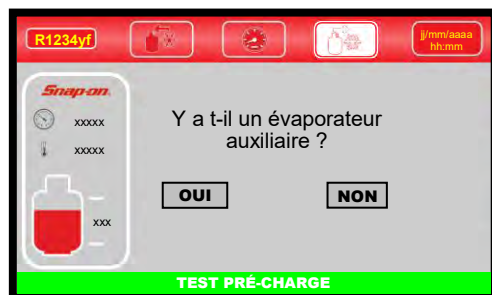 R1234yf
jj/mm/aaaa
hh:mm
Snap-on
xxxxx
xxxxx
xxx
Y a t-il un évaporateur
auxiliaire ?
OUI
NON
TEST PRÉ-CHARGE